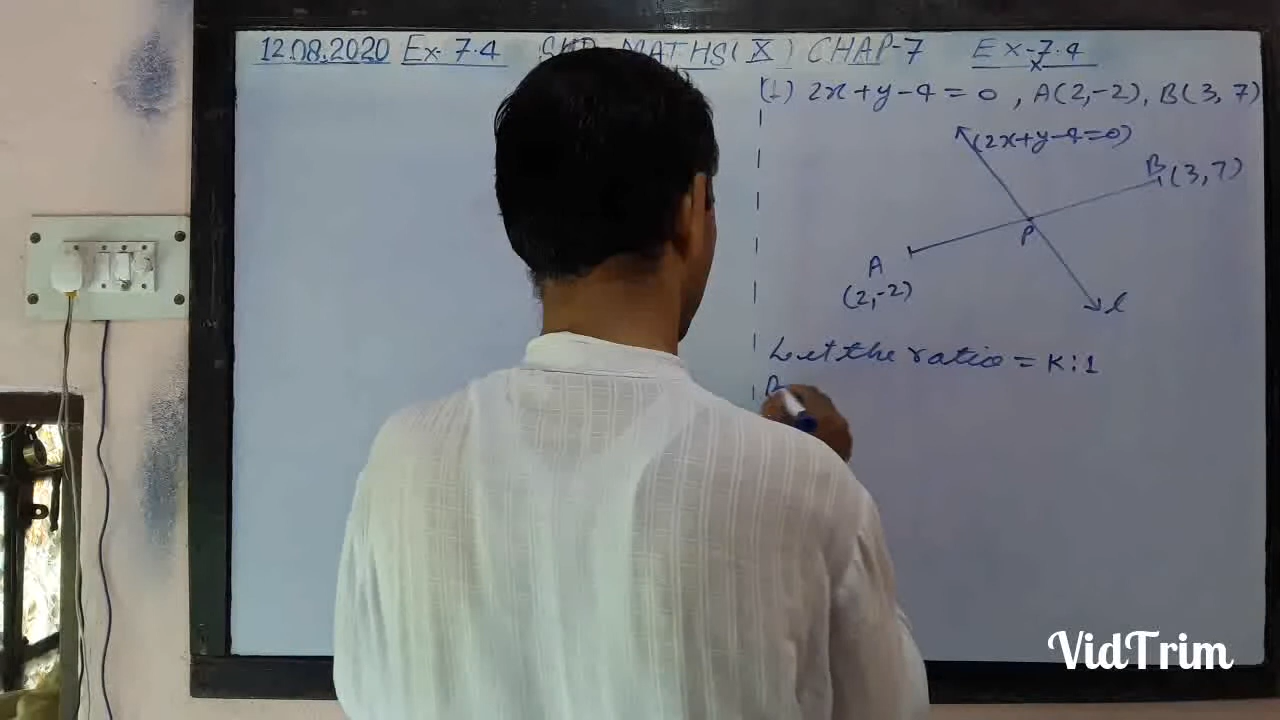 12.08.2020 Ex-7.4 MATHS(X) CHAP-7 Ex-7.4
(1) 2x+y-4=0, A(2,-2), B(3,7)
(2x+y-4=0)
B(3,7)
P
A
(2,-2)
l
Let the ratio = K:1
VidTrim